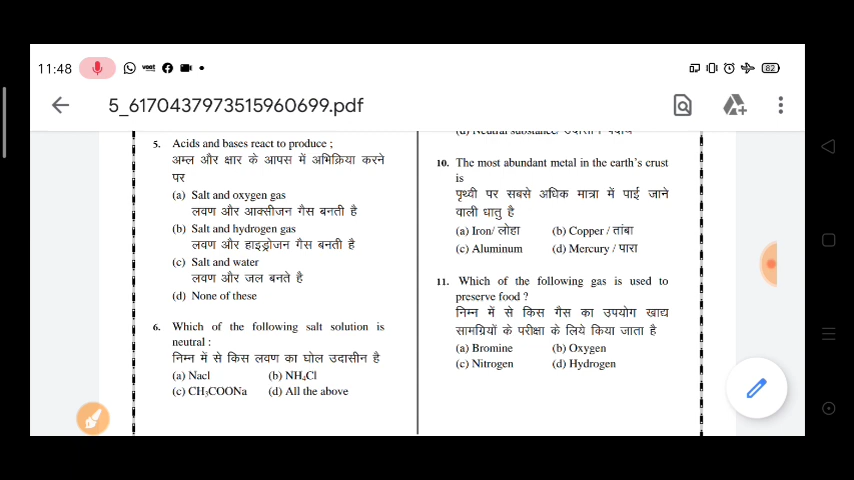 11:48
82
5_6170437973515960699.pdf
5. Acids and bases react to produce ;
अम्ल और क्षार के आपस में अभिक्रिया करने
पर
(a) Salt and oxygen gas
लवण और आक्सीजन गैस बनती है
(b) Salt and hydrogen gas
लवण और हाइड्रोजन गैस बनती है
(c) Salt and water
लवण और जल बनते है
(d) None of these
6. Which of the following salt solution is
neutral :
निम्न में से किस लवण का घोल उदासीन है
(a) Nacl (b) NH₄Cl
(c) CH₃COONa (d) All the above
10. The most abundant metal in the earth's crust
is
पृथ्वी पर सबसे अधिक मात्रा में पाई जाने
वाली धातु है
(a) Iron/ लोहा (b) Copper / तांबा
(c) Aluminum (d) Mercury / पारा
11. Which of the following gas is used to
preserve food ?
निम्न में से किस गैस का उपयोग खाद्य
सामग्रियों के परीक्षा के लिये किया जाता है
(a) Bromine (b) Oxygen
(c) Nitrogen (d) Hydrogen